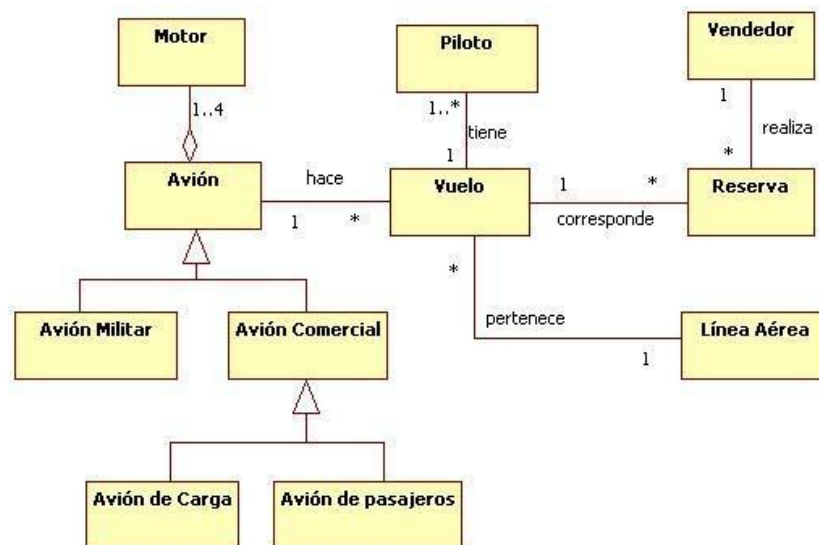 Motor
Piloto
Vendedor
1..4
1..*
1
tiene
realiza
1
*
Avión
hace
Vuelo
1
*
Reserva
1
*
corresponde
*
Avión Militar
Avión Comercial
pertenece
Línea Aérea
1
Avión de Carga
Avión de pasajeros